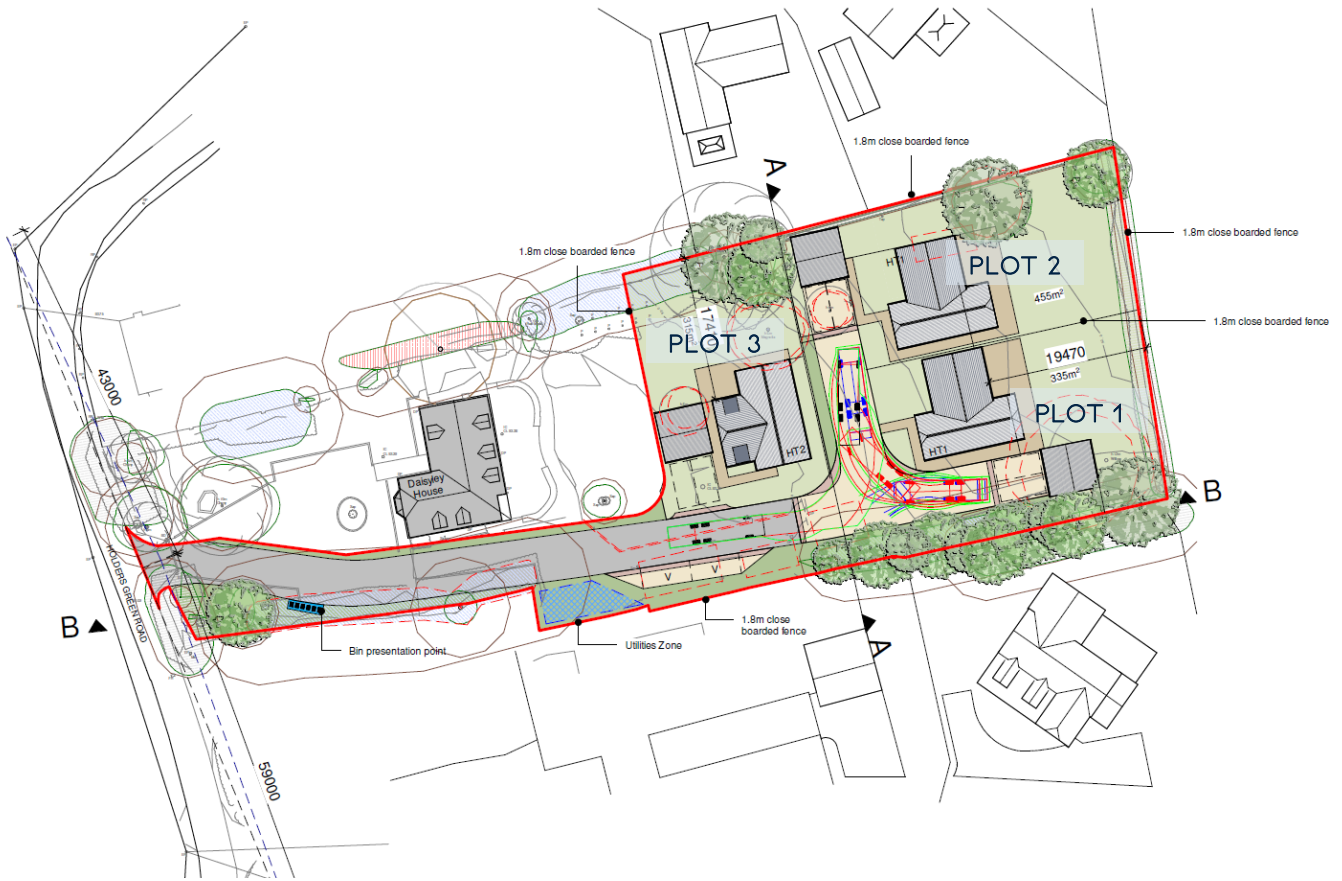 1.8m close boarded fence
A
1.8m close boarded fence
1.8m close boarded fence
HT1
PLOT 2
455m²
1.8m close boarded fence
PLOT 3
19470
335m²
PLOT 1
43000
HT2
HT1
Daisley
House
B
HOLDERS GREEN ROAD
B
Bin presentation point
Utilities Zone
1.8m close
boarded fence
V
V
V
A
59000